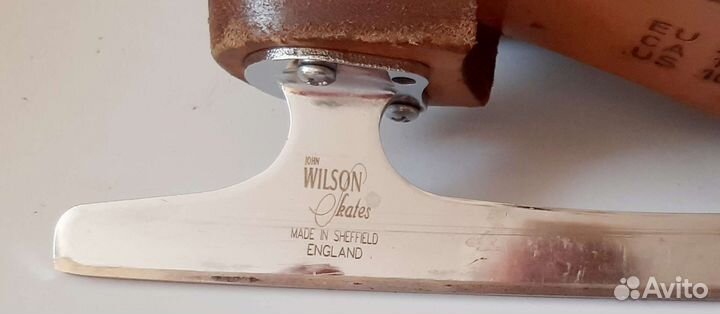 JOHN
WILSON
Skates
MADE IN SHEFFIELD
ENGLAND
Avito